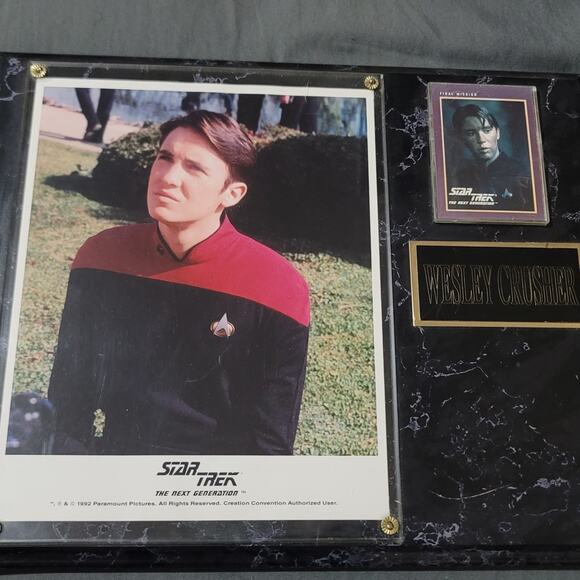 STAR TREK
THE NEXT GENERATION ™
™, ® & © 1992 Paramount Pictures. All Rights Reserved. Creation Convention Authorized User.
FINAL MISSION
STAR TREK
THE NEXT GENERATION
WESLEY CRUSHER